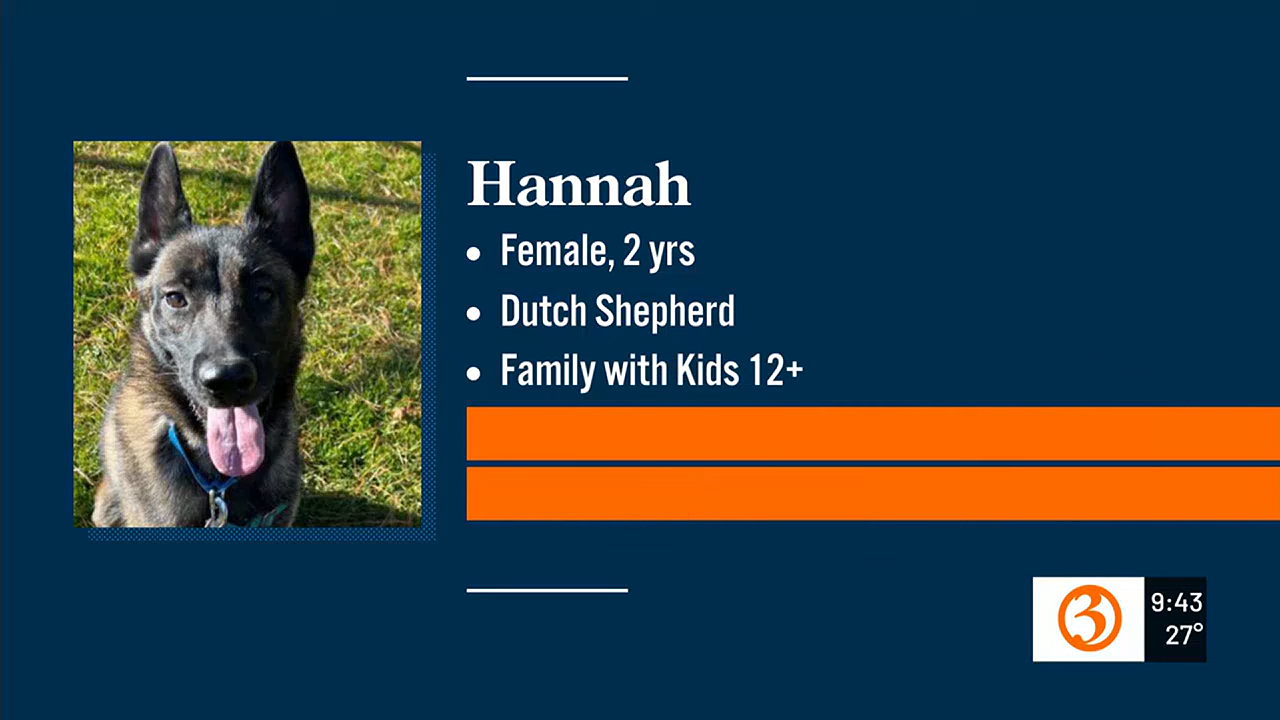 Hannah
• Female, 2 yrs
• Dutch Shepherd
• Family with Kids 12+
3
9:43
27°